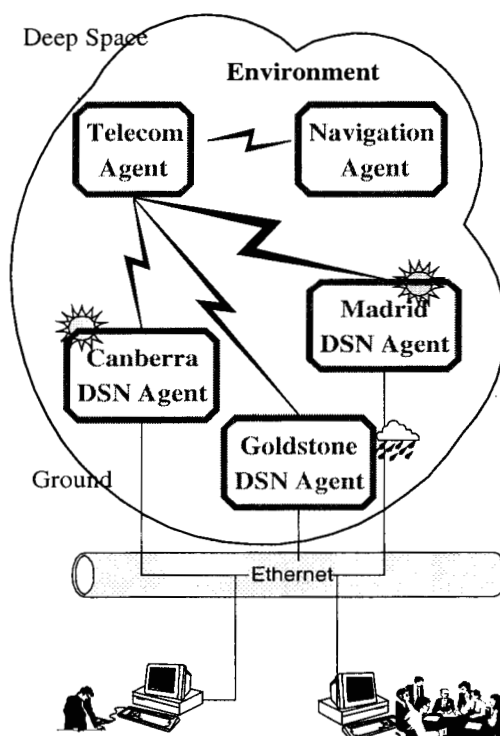 Deep Space
Environment
Telecom
Agent
Navigation
Agent
Madrid
DSN Agent
Canberra
DSN Agent
Goldstone
DSN Agent
Ground
Ethernet